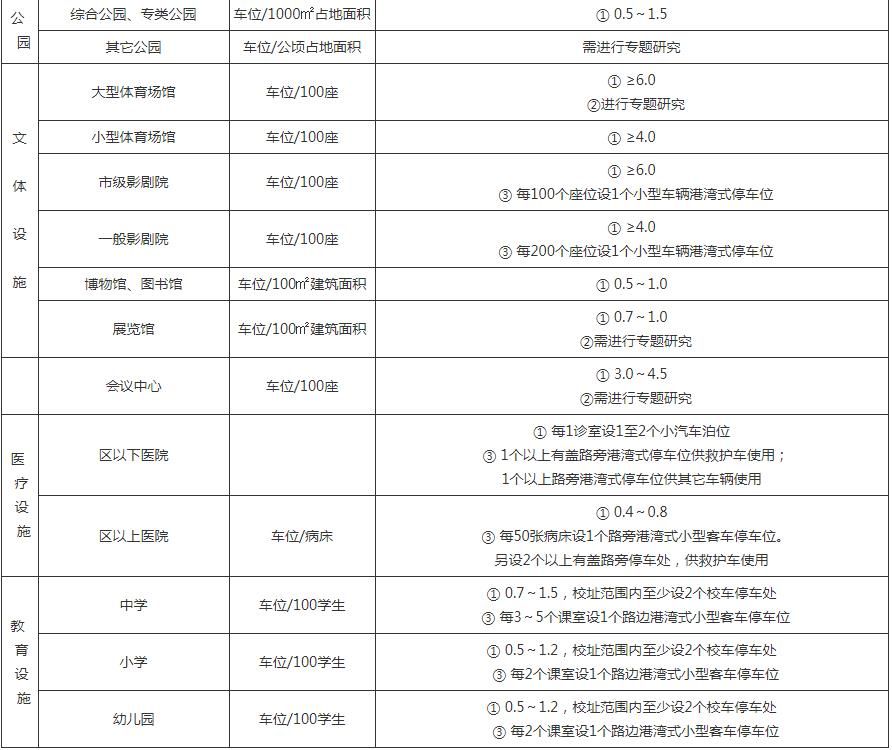 公园
综合公园、专类公园
车位/1000㎡占地面积
① 0.5～1.5
其它公园
车位/公顷占地面积
需进行专题研究
文体设施
大型体育场馆
车位/100座
① ≥6.0
②进行专题研究
小型体育场馆
车位/100座
① ≥4.0
市级影剧院
车位/100座
① ≥6.0
③ 每100个座位设1个小型车辆港湾式停车位
一般影剧院
车位/100座
① ≥4.0
③ 每200个座位设1个小型车辆港湾式停车位
博物馆、图书馆
车位/100㎡建筑面积
① 0.5～1.0
展览馆
车位/100㎡建筑面积
① 0.7～1.0
②需进行专题研究
会议中心
车位/100座
① 3.0～4.5
②需进行专题研究
医疗设施
区以下医院
① 每1诊室设1至2个小汽车泊位
③ 1个以上有盖路旁港湾式停车位供救护车使用；
1个以上路旁港湾式停车位供其它车辆使用
区以上医院
车位/病床
① 0.4～0.8
③ 每50张病床设1个路旁港湾式小型客车停车位。
另设2个以上有盖路旁停车处，供救护车使用
教育设施
中学
车位/100学生
① 0.7～1.5，校址范围内至少设2个校车停车处
③ 每3～5个课室设1个路边港湾式小型客车停车位
小学
车位/100学生
① 0.5～1.2，校址范围内至少设2个校车停车处
③ 每2个课室设1个路边港湾式小型客车停车位
幼儿园
车位/100学生
① 0.5～1.2，校址范围内至少设2个校车停车处
③ 每2个课室设1个路边港湾式小型客车停车位